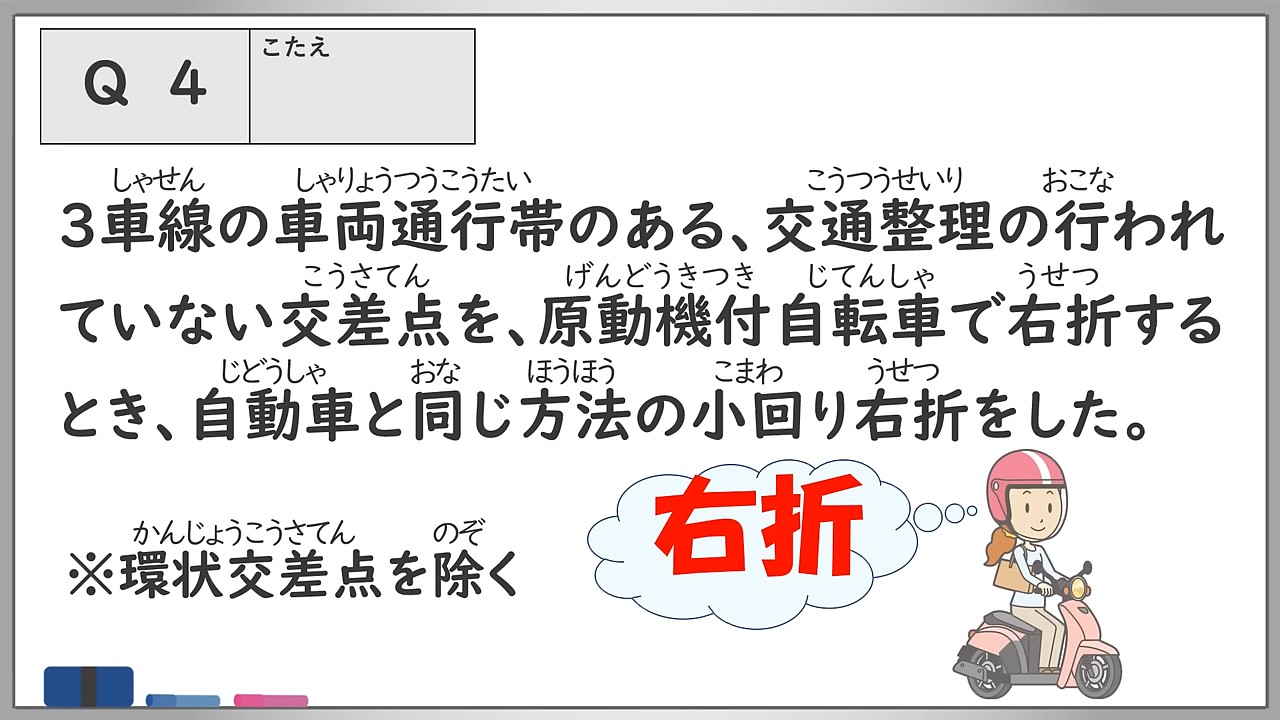 Q 4
こたえ
しゃせん しゃりょうつうこうたい こうつうせいり おこな
3車線の車両通行帯のある、交通整理の行われ
こうさてん げんどうきつき じてんしゃ うせつ
ていない交差点を、原動機付自転車で右折する
じどうしゃ おな ほうほう こまわ うせつ
とき、自動車と同じ方法の小回り右折をした。
右折
かんじょうこうさてん のぞ
※環状交差点を除く